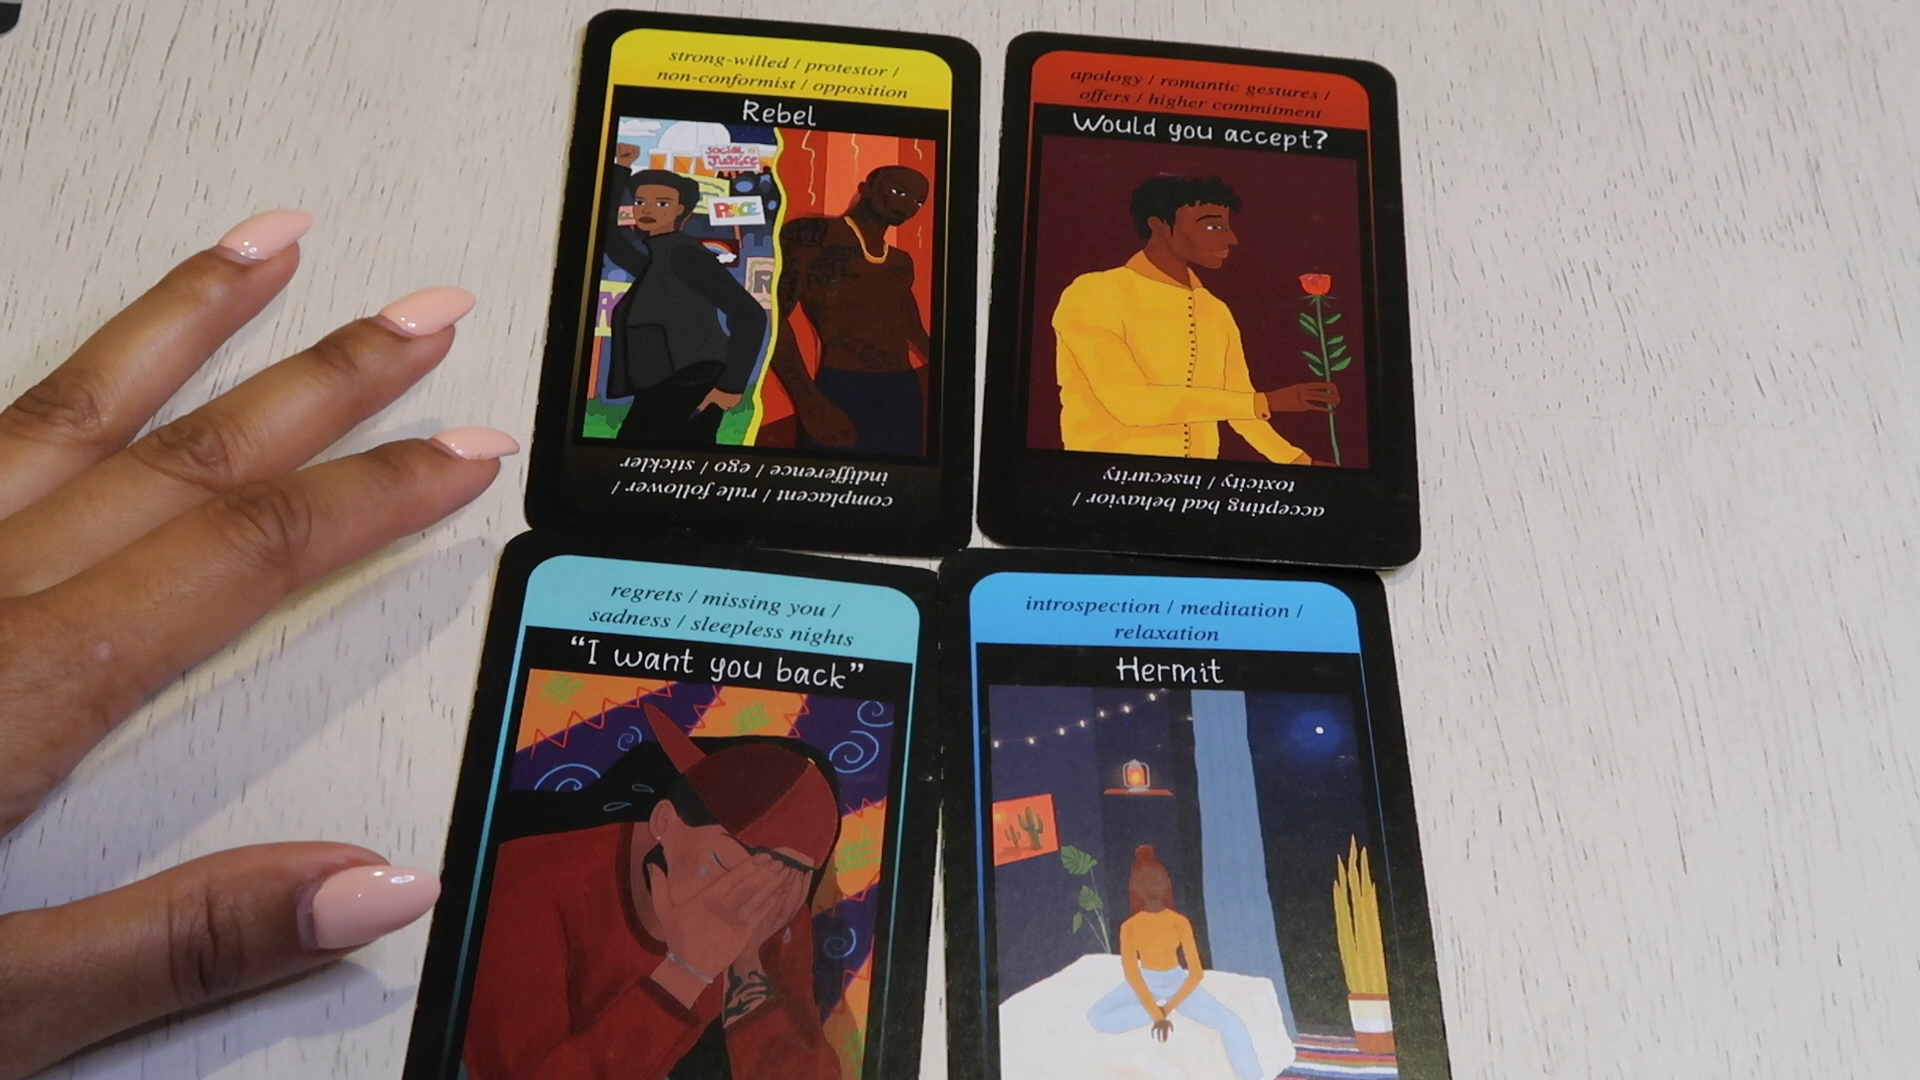 strong-willed / protestor /
non-conformist / opposition
Rebel
SOCIAL
JUSTICE
complacent / rule follower /
indifference / ego / stickler
apology / romantic gestures /
offers / higher commitment
Would you accept?
accepting bad behavior /
toxicity / insecurity
regrets / missing you /
sadness / sleepless nights
“I want you back”
introspection / meditation /
relaxation
Hermit